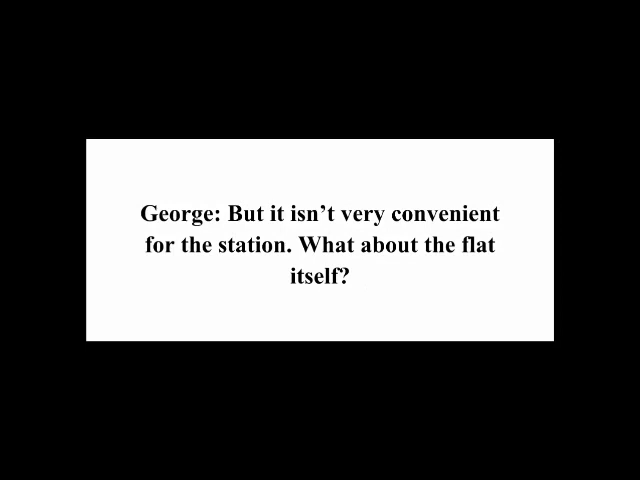 George: But it isn’t very convenient
for the station. What about the flat
itself?